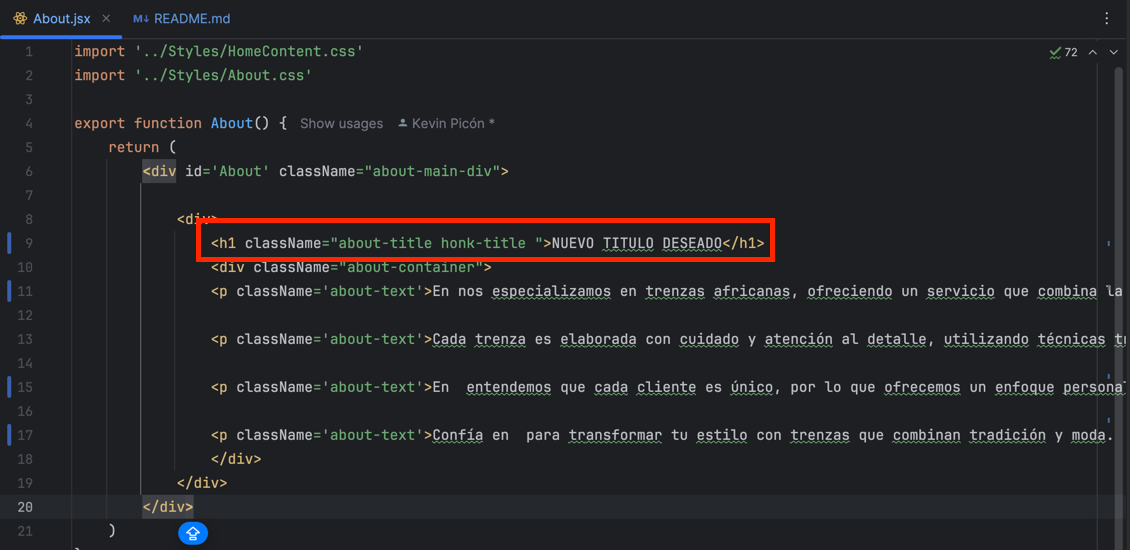 About.jsx × M↓ README.md
1 import '../Styles/HomeContent.css'
72
2 import '../Styles/About.css'
3
4 export function About() { Show usages Kevin Picón *
5 return (
6 <div id='About' className="about-main-div">
7
8 <div>
9 <h1 className="about-title honk-title ">NUEVO TITULO DESEADO</h1>
10 <div className="about-container">
11 <p className='about-text'>En nos especializamos en trenzas africanas, ofreciendo un servicio que combina la
12
13 <p className='about-text'>Cada trenza es elaborada con cuidado y atención al detalle, utilizando técnicas t
14
15 <p className='about-text'>En  entendemos que cada cliente es único, por lo que ofrecemos un enfoque personal
16
17 <p className='about-text'>Confía en  para transformar tu estilo con trenzas que combinan tradición y moda.
18 </div>
19 </div>
20 </div>
21 )